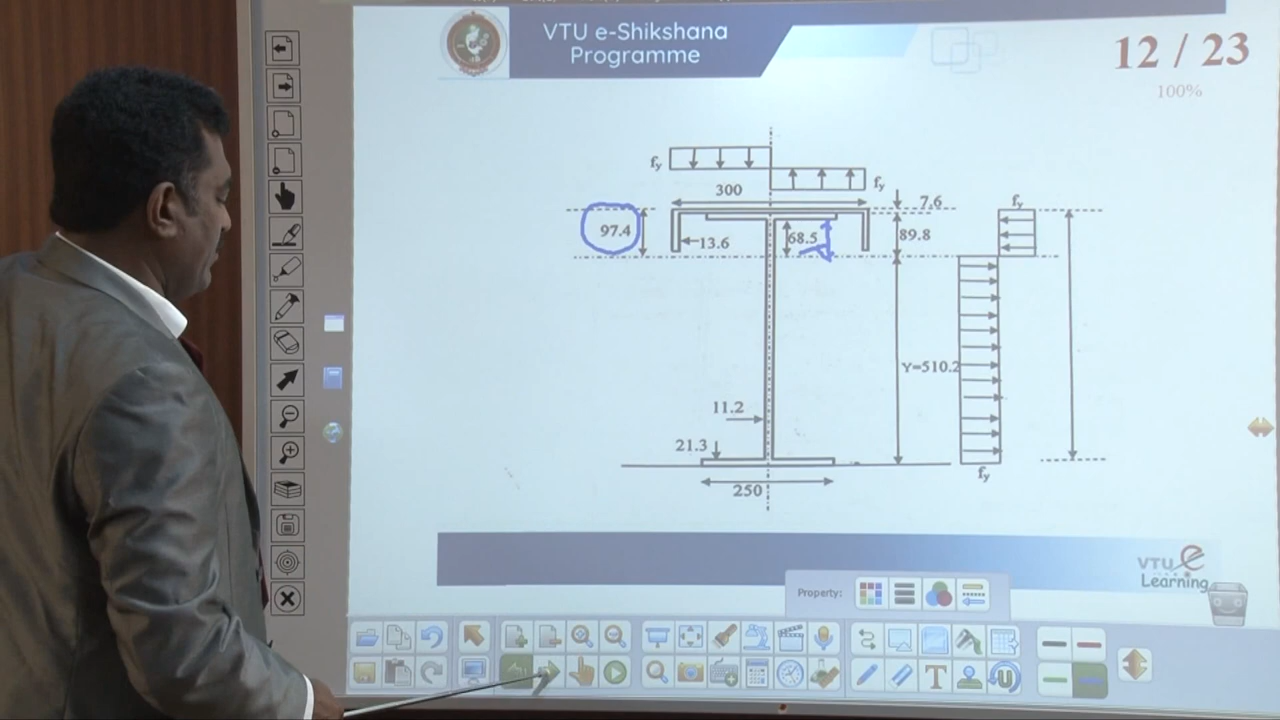 VTU e-Shikshana
Programme
12 / 23
100%
fy
fy
300
7.6
fy
97.4
13.6
68.5
89.8
Y=510.2
11.2
21.3
250
fy
VTU e
Learning
Property:
T